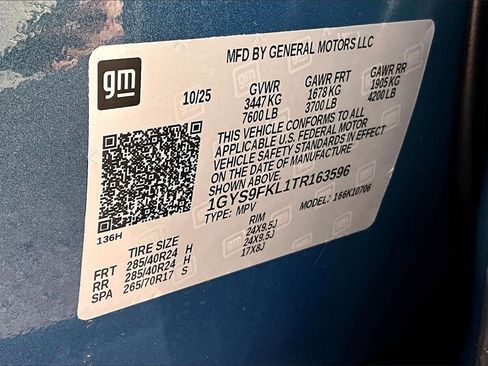 MFD BY GENERAL MOTORS LLC
gm
10/25
GVWR
3447 KG
7600 LB
GAWR FRT
1678 KG
3700 LB
GAWR RR
1905 KG
4200 LB
THIS VEHICLE CONFORMS TO ALL
APPLICABLE U.S. FEDERAL MOTOR
VEHICLE SAFETY STANDARDS IN EFFECT
ON THE DATE OF MANUFACTURE
1GYS9FKL1TR163596
TYPE: MPV
MODEL: 166K10706
136H
TIRE SIZE
RIM
FRT 285/40R24 H 24X9.5J
RR 285/40R24 H 24X9.5J
SPA 265/70R17 S 17X8J